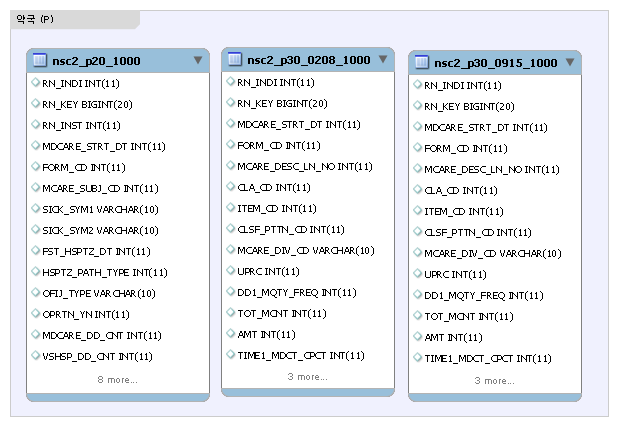 약국 (P)
nsc2_p20_1000
RN_INDI INT(11)
RN_KEY BIGINT(20)
RN_INST INT(11)
MDCARE_STRT_DT INT(11)
FORM_CD INT(11)
MCARE_SUBJ_CD INT(11)
SICK_SYM1 VARCHAR(10)
SICK_SYM2 VARCHAR(10)
FST_HSPTZ_DT INT(11)
HSPTZ_PATH_TYPE INT(11)
OFIJ_TYPE VARCHAR(10)
OPRTN_YN INT(11)
MDCARE_DD_CNT INT(11)
VSHSP_DD_CNT INT(11)
8 more...
nsc2_p30_0208_1000
RN_INDI INT(11)
RN_KEY BIGINT(20)
MDCARE_STRT_DT INT(11)
FORM_CD INT(11)
MCARE_DESC_LN_NO INT(11)
CLA_CD INT(11)
ITEM_CD INT(11)
CLSF_PTTN_CD INT(11)
MCARE_DIV_CD VARCHAR(10)
UPRC INT(11)
DD1_MQTY_FREQ INT(11)
TOT_MCNT INT(11)
AMT INT(11)
TIME1_MDCT_CPCT INT(11)
3 more...
nsc2_p30_0915_1000
RN_INDI INT(11)
RN_KEY BIGINT(20)
MDCARE_STRT_DT INT(11)
FORM_CD INT(11)
MCARE_DESC_LN_NO INT(11)
CLA_CD INT(11)
ITEM_CD INT(11)
CLSF_PTTN_CD INT(11)
MCARE_DIV_CD VARCHAR(10)
UPRC INT(11)
DD1_MQTY_FREQ INT(11)
TOT_MCNT INT(11)
AMT INT(11)
TIME1_MDCT_CPCT INT(11)
3 more...